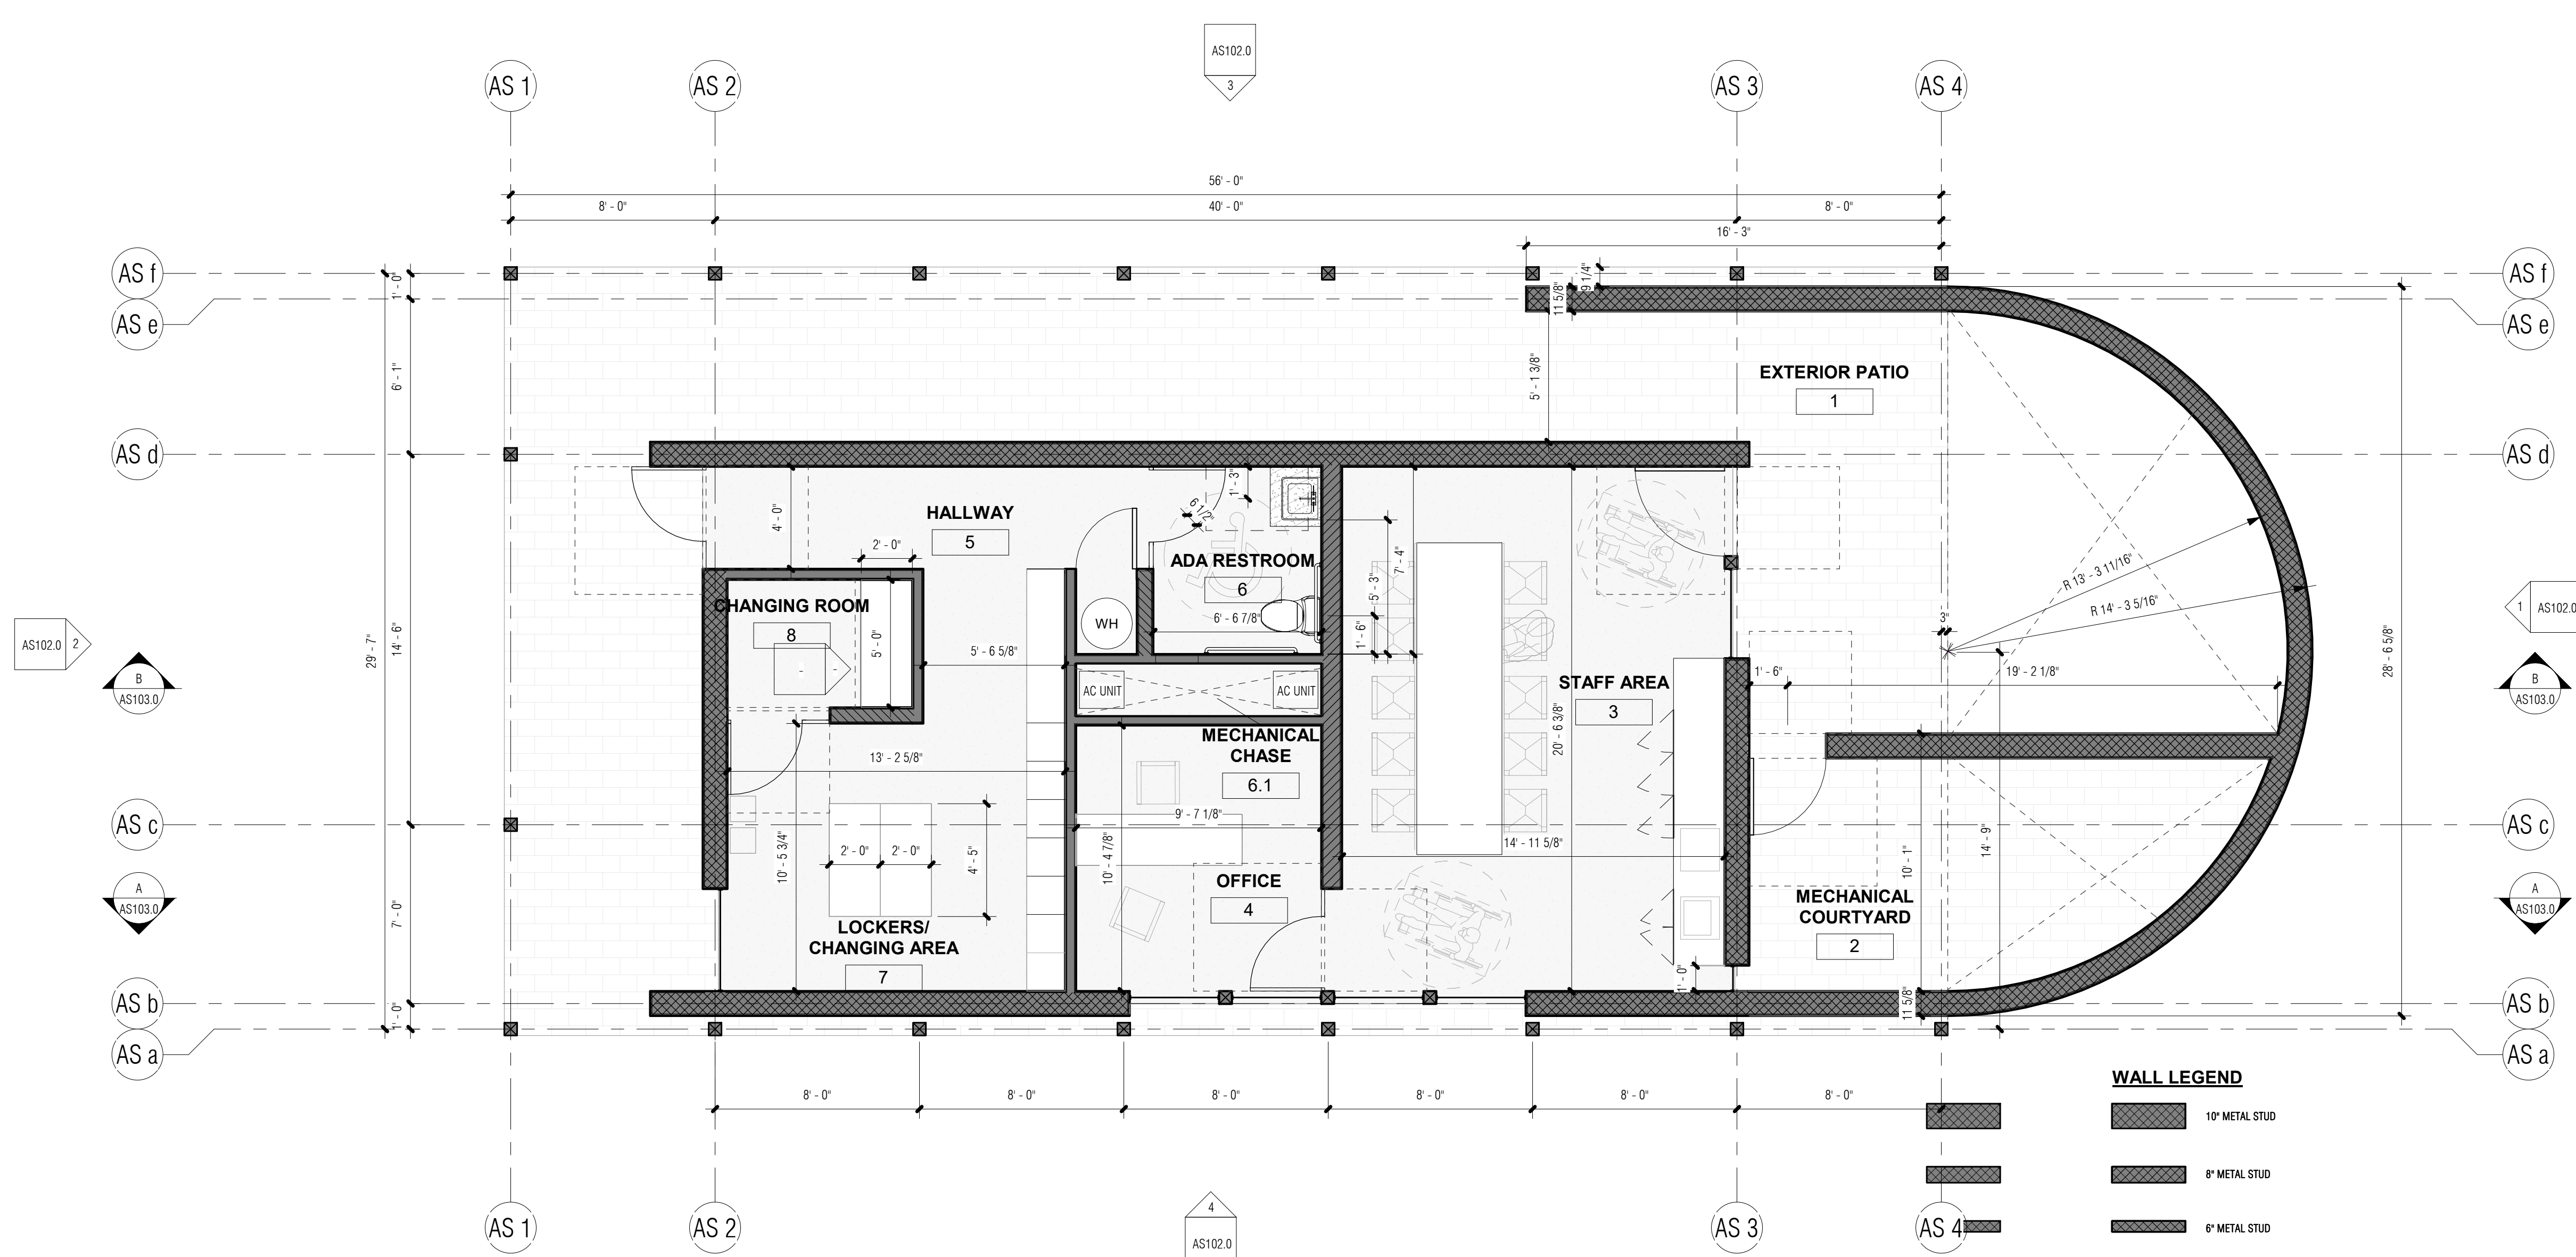 AS102.0
3
AS 1
AS 2
AS 3
AS 4
56' - 0"
8' - 0"
40' - 0"
8' - 0"
16' - 3"
AS f
AS f
AS e
AS e
1' - 0"
9 1/4"
11 5/8"
6' - 1"
5' - 1 3/8"
EXTERIOR PATIO
1
AS d
AS d
HALLWAY
5
4' - 0"
2' - 0"
1' - 3"
6 1/2"
ADA RESTROOM
6
6' - 6 7/8"
7' - 4"
5' - 3"
1' - 6"
R 13' - 3 11/16"
R 14' - 3 5/16"
CHANGING ROOM
8
5' - 0"
WH
5' - 6 5/8"
AC UNIT
AC UNIT
STAFF AREA
3
20' - 6 3/8"
3"
1' - 6"
19' - 2 1/8"
28' - 6 5/8"
29' - 7"
14' - 6"
AS102.0
2
1
AS102.0
B
AS103.0
B
AS103.0
MECHANICAL
CHASE
6.1
13' - 2 5/8"
9' - 7 1/8"
14' - 11 5/8"
AS c
AS c
2' - 0"
2' - 0"
4' - 5"
10' - 5 3/4"
10' - 4 7/8"
10' - 1"
14' - 9"
OFFICE
4
MECHANICAL
COURTYARD
2
A
AS103.0
A
AS103.0
7' - 0"
LOCKERS/
CHANGING AREA
7
1' - 0"
11 5/8"
AS b
AS b
1' - 0"
AS a
AS a
8' - 0"
8' - 0"
8' - 0"
8' - 0"
8' - 0"
8' - 0"
WALL LEGEND
10" METAL STUD
8" METAL STUD
6" METAL STUD
AS 1
AS 2
AS 3
AS 4
4
AS102.0